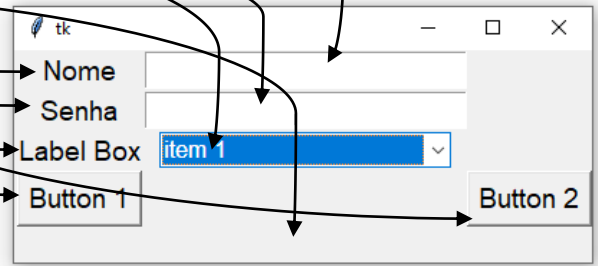 tk
Nome
Senha
Label Box item 1
Button 1 Button 2